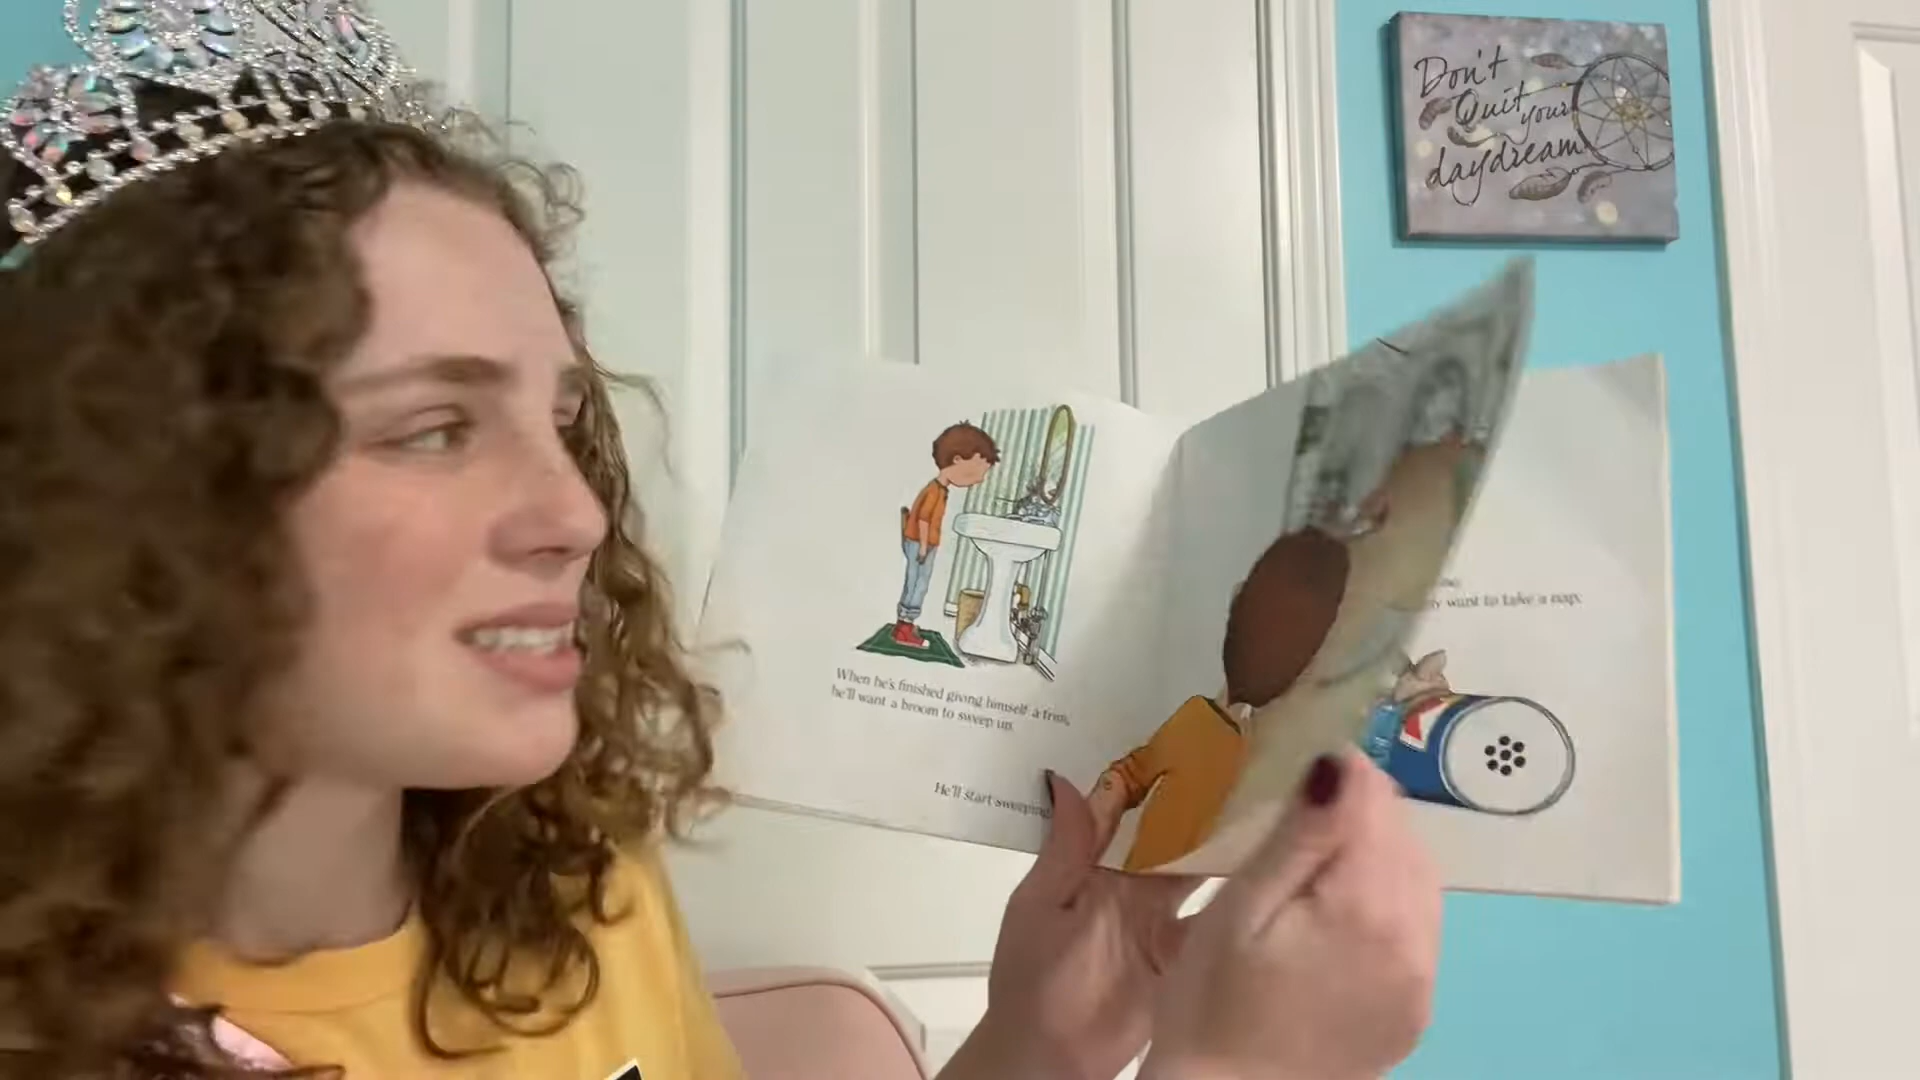 Don't
Quit your
daydream
When he's finished giving himself a trim,
he'll want a broom to sweep up.
He'll start sweeping
want to take a nap.